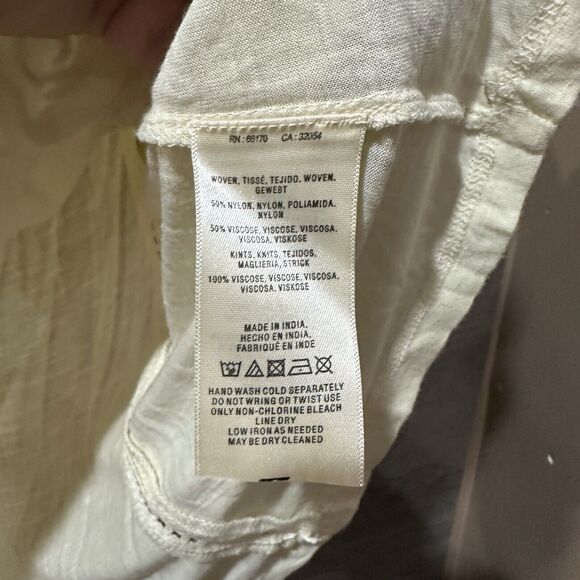 RN : 66170 CA : 32054
WOVEN, TISSÉ, TEJIDO. WOVEN,
GEWEBT
50% NYLON, NYLON, POLIAMIDA,
NYLON
50% VISCOSE, VISCOSE, VISCOSA,
VISCOSA, VISKOSE
KINTS, KNITS, TEJIDOS,
MAGLIERIA, STRICK
100% VISCOSE, VISCOSE, VISCOSA,
VISCOSA, VISKOSE
MADE IN INDIA,
HECHO EN INDIA,
FABRIQUÉ EN INDE
HAND WASH COLD SEPARATELY
DO NOT WRING OR TWIST USE
ONLY NON-CHLORINE BLEACH
LINE DRY
LOW IRON AS NEEDED
MAY BE DRY CLEANED